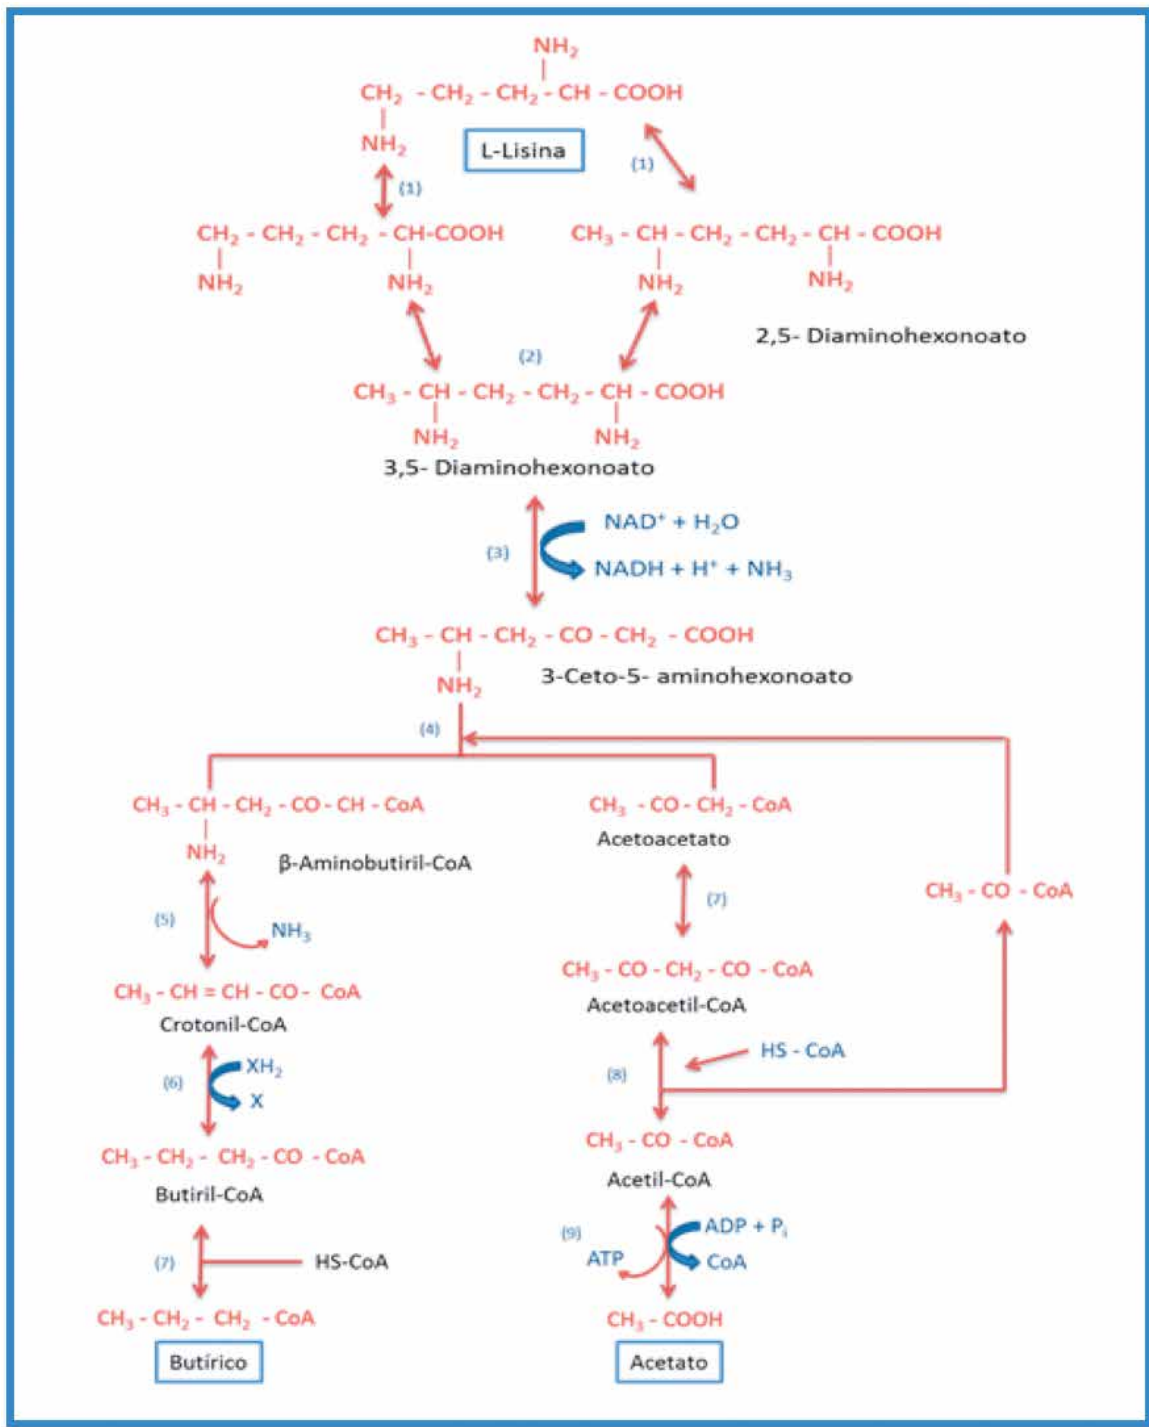 NH₂
CH₂ - CH₂ - CH₂ - CH - COOH
NH₂
L-Lisina
(1)
(1)
CH₂ - CH₂ - CH₂ - CH-COOH
NH₂ NH₂
CH₃ - CH - CH₂ - CH₂ - CH - COOH
NH₂ NH₂
2,5- Diaminohexonoato
(2)
CH₃ - CH - CH₂ - CH₂ - CH - COOH
NH₂ NH₂
3,5- Diaminohexonoato
(3)
NAD⁺ + H₂O
NADH + H⁺ + NH₃
CH₃ - CH - CH₂ - CO - CH₂ - COOH
NH₂
3-Ceto-5- aminohexonoato
(4)
CH₃ - CH - CH₂ - CO - CH - CoA
NH₂
β-Aminobutiril-CoA
CH₃ - CO - CH₂ - CoA
Acetoacetato
CH₃ - CO - CoA
(5)
NH₃
(7)
CH₃ - CH = CH - CO - CoA
Crotonil-CoA
CH₃ - CO - CH₂ - CO - CoA
Acetoacetil-CoA
(6)
XH₂
X
(8)
HS - CoA
CH₃ - CH₂ - CH₂ - CO - CoA
Butiril-CoA
CH₃ - CO - CoA
Acetil-CoA
(7)
HS-CoA
(9)
ADP + Pᵢ
ATP
CoA
CH₃ - CH₂ - CH₂ - CoA
Butírico
CH₃ - COOH
Acetato